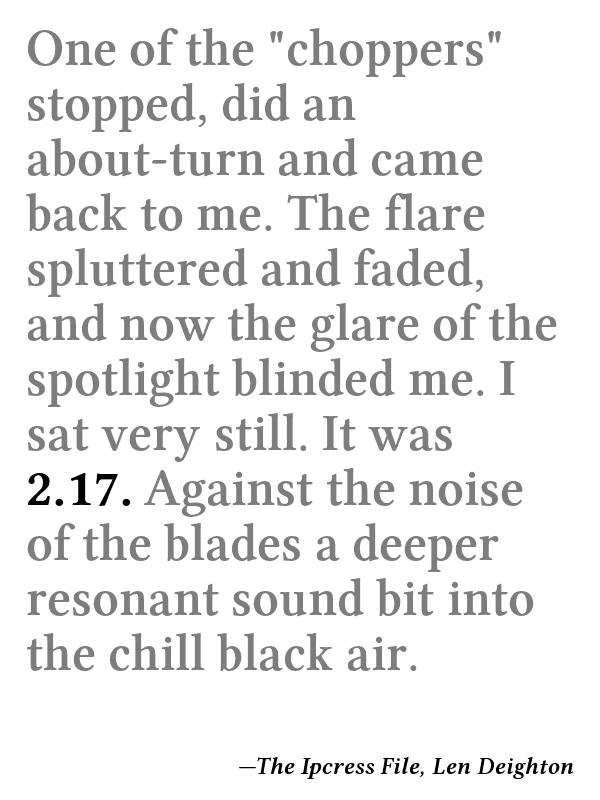 One of the "choppers"
stopped, did an
about-turn and came
back to me. The flare
spluttered and faded,
and now the glare of the
spotlight blinded me. I
sat very still. It was
2.17. Against the noise
of the blades a deeper
resonant sound bit into
the chill black air.
—The Ipcress File, Len Deighton